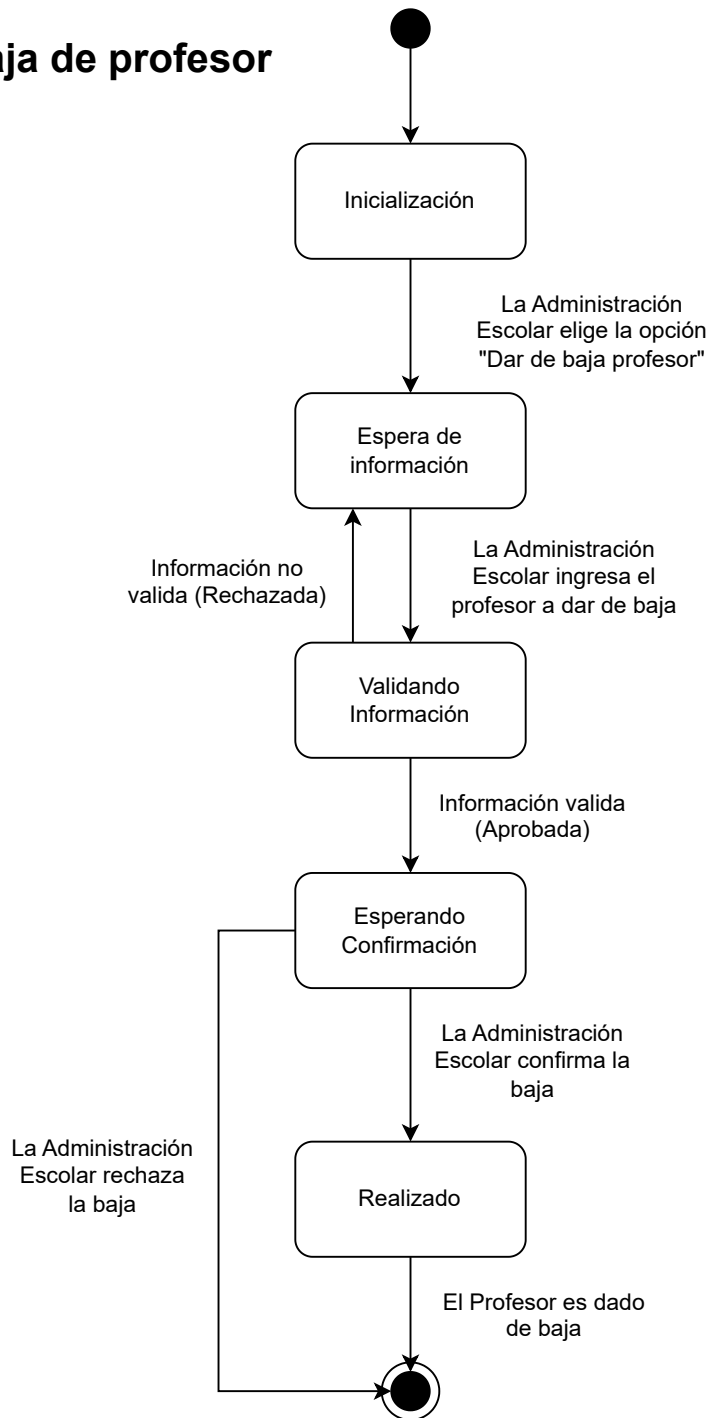 aja de profesor
Inicialización
La Administración
Escolar elige la opción
"Dar de baja profesor"
Espera de
información
Información no
valida (Rechazada)
La Administración
Escolar ingresa el
profesor a dar de baja
Validando
Información
Información valida
(Aprobada)
Esperando
Confirmación
La Administración
Escolar confirma la
baja
La Administración
Escolar rechaza
la baja
Realizado
El Profesor es dado
de baja